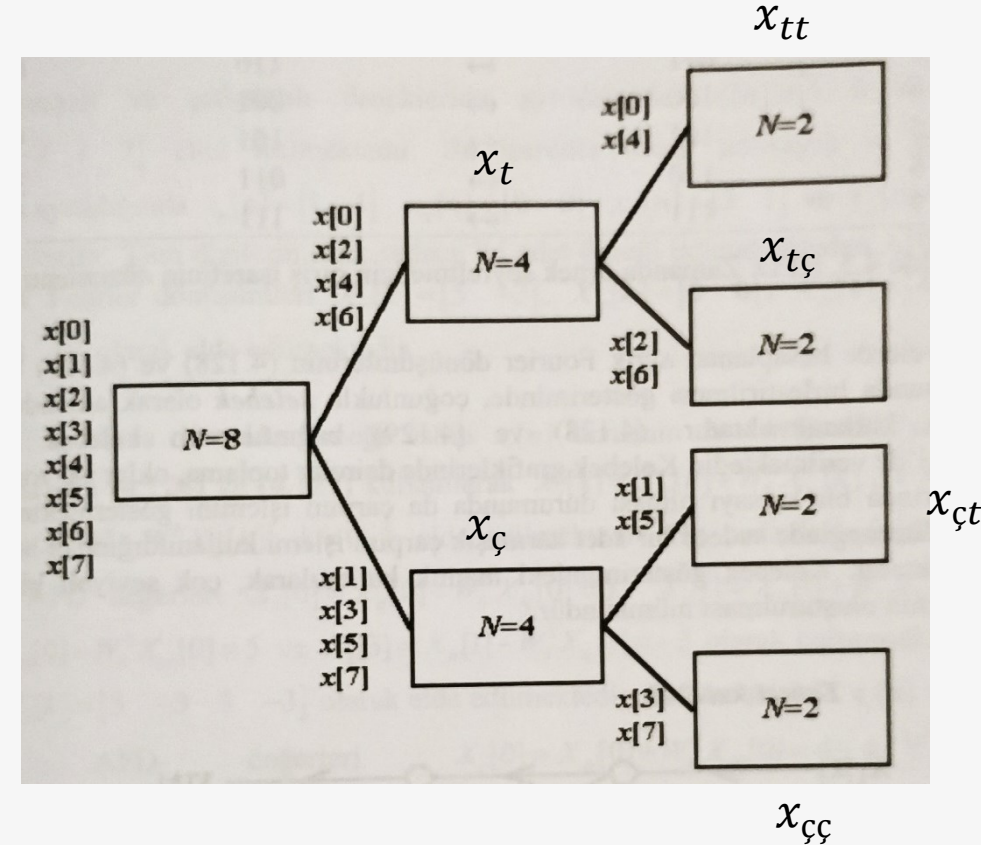 x_tt
x[0]
x[4]
N=2
x_t
x[0]
x[2]
x[4]
x[6]
N=4
x_tç
x[2]
x[6]
N=2
x[0]
x[1]
x[2]
x[3]
x[4]
x[5]
x[6]
x[7]
N=8
x[1]
x[5]
N=2
x_çt
x_ç
x[1]
x[3]
x[5]
x[7]
N=4
x[3]
x[7]
N=2
x_çç